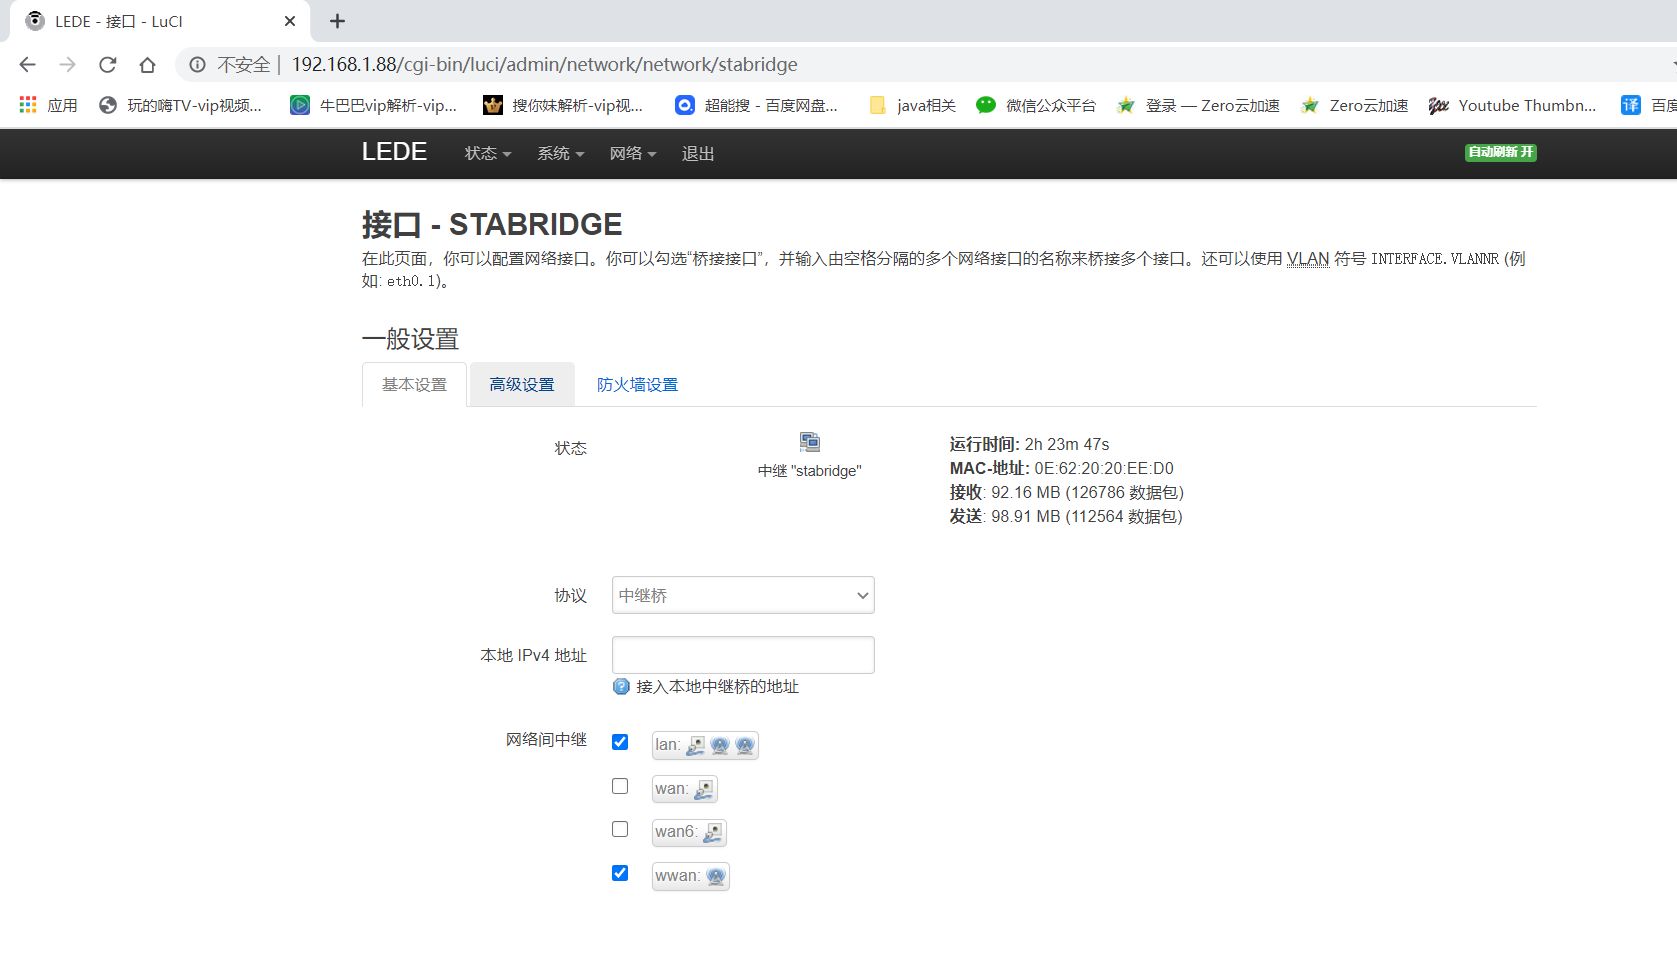 LEDE - 接口 - LuCI
不安全 | 192.168.1.88/cgi-bin/luci/admin/network/network/stabridge
应用 玩的嗨TV-vip视频... 牛巴巴vip解析-vip... 搜你妹解析-vip视... 超能搜 - 百度网盘... java相关 微信公众平台 登录 — Zero云加速 Zero云加速 Youtube Thumbn... 译 百度
LEDE 状态 系统 网络 退出 自动刷新 开
接口 - STABRIDGE
在此页面，你可以配置网络接口。你可以勾选“桥接接口”，并输入由空格分隔的多个网络接口的名称来桥接多个接口。还可以使用 VLAN 符号 INTERFACE.VLANNR (例
如: eth0.1)。
一般设置
基本设置 高级设置 防火墙设置
状态
中继 "stabridge"
运行时间: 2h 23m 47s
MAC-地址: 0E:62:20:20:EE:D0
接收: 92.16 MB (126786 数据包)
发送: 98.91 MB (112564 数据包)
协议 中继桥
本地 IPv4 地址
接入本地中继桥的地址
网络间中继 lan:
wan:
wan6:
wwan: